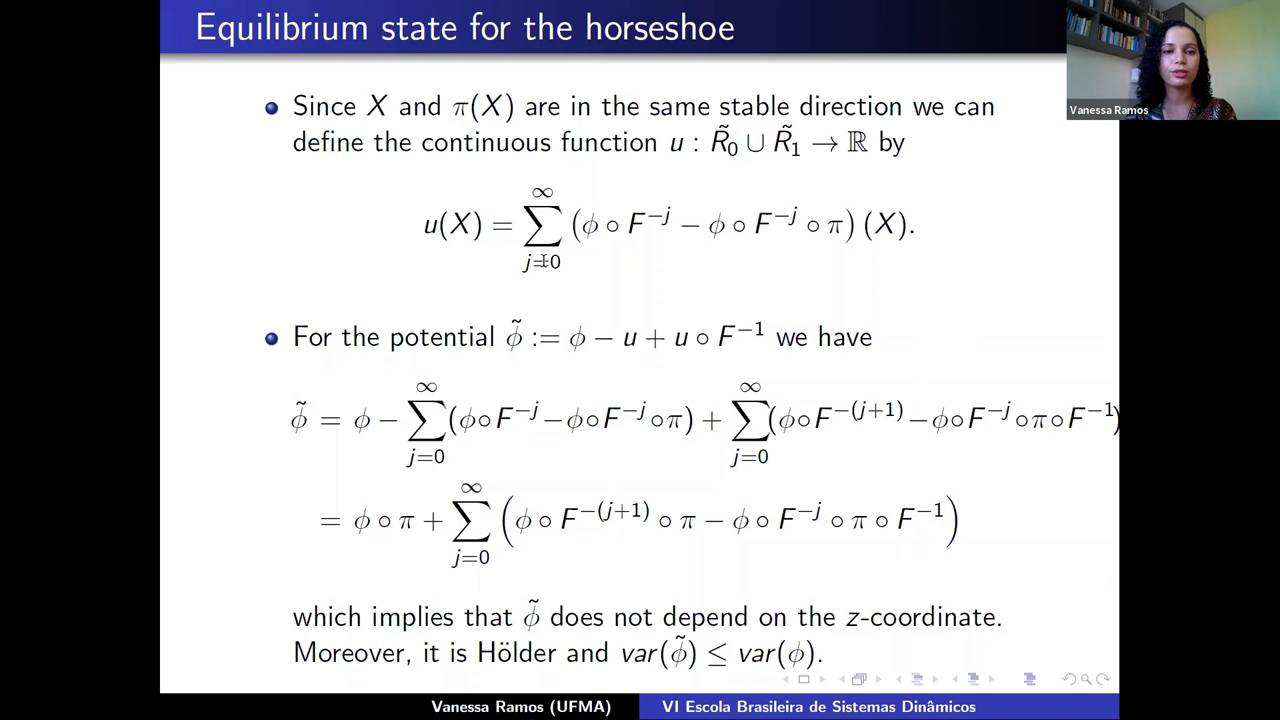 Equilibrium state for the horseshoe
Vanessa Ramos
Since X and π(X) are in the same stable direction we can
define the continuous function u : R̃₀ ∪ R̃₁ → ℝ by
u(X) = ∑_{j=0}^{∞} (ϕ ∘ F^{−j} − ϕ ∘ F^{−j} ∘ π) (X).
For the potential ϕ̃ := ϕ − u + u ∘ F^{−1} we have
ϕ̃ = ϕ − ∑_{j=0}^{∞} (ϕ∘F^{−j} − ϕ∘F^{−j}∘π) + ∑_{j=0}^{∞} (ϕ∘F^{−(j+1)} − ϕ∘F^{−j}∘π∘F^{−1})
= ϕ ∘ π + ∑_{j=0}^{∞} (ϕ ∘ F^{−(j+1)} ∘ π − ϕ ∘ F^{−j} ∘ π ∘ F^{−1})
which implies that ϕ̃ does not depend on the z-coordinate.
Moreover, it is Hölder and var(ϕ̃) ≤ var(ϕ).
Vanessa Ramos (UFMA) VI Escola Brasileira de Sistemas Dinâmicos